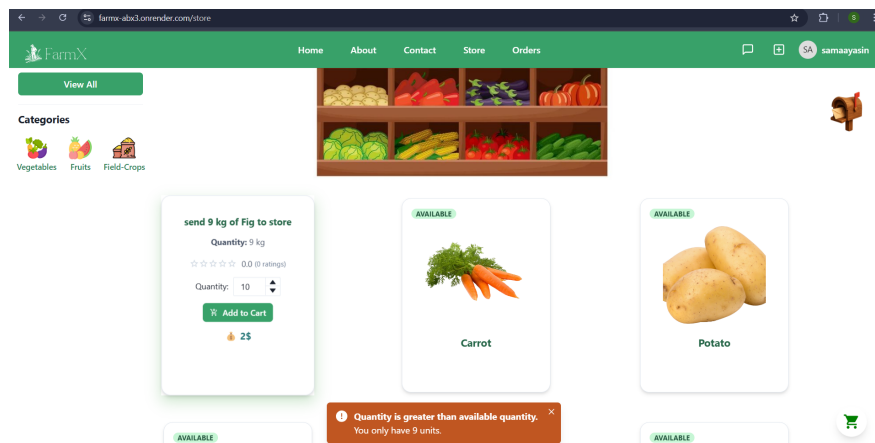 farmx-abx3.onrender.com/store
S
FarmX
Home About Contact Store Orders
SA samaayasin
View All
Categories
Vegetables Fruits Field-Crops
send 9 kg of Fig to store
Quantity: 9 kg
0.0 (0 ratings)
Quantity: 10
Add to Cart
2$
AVAILABLE
Carrot
AVAILABLE
Potato
Quantity is greater than available quantity.
You only have 9 units.
AVAILABLE
AVAILABLE